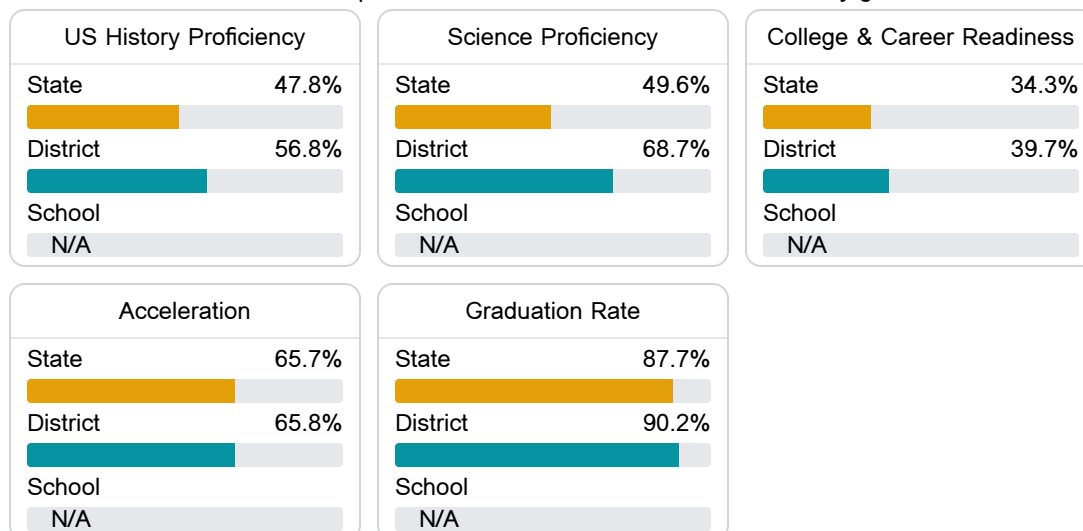 US History Proficiency
State 47.8%
District 56.8%
School
N/A
Science Proficiency
State 49.6%
District 68.7%
School
N/A
College & Career Readiness
State 34.3%
District 39.7%
School
N/A
Acceleration
State 65.7%
District 65.8%
School
N/A
Graduation Rate
State 87.7%
District 90.2%
School
N/A